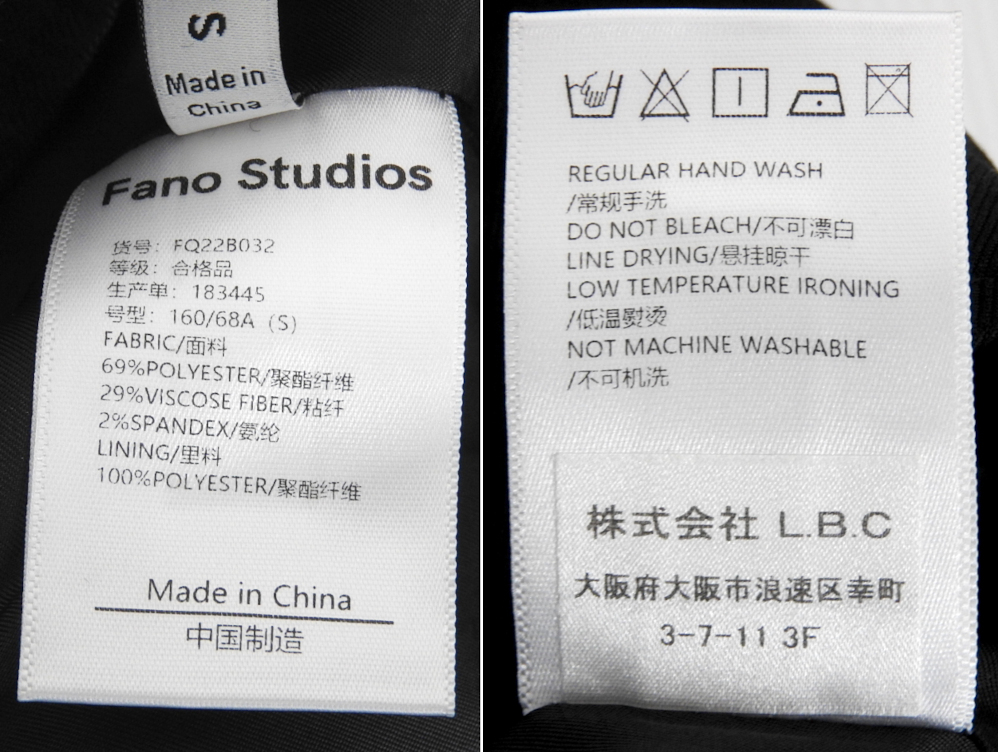 S
Made in
China
Fano Studios
货号：FQ22B032
等级：合格品
生产单：183445
号型：160/68A（S）
FABRIC/面料
69%POLYESTER/聚酯纤维
29%VISCOSE FIBER/粘纤
2%SPANDEX/氨纶
LINING/里料
100%POLYESTER/聚酯纤维
Made in China
中国制造
REGULAR HAND WASH
/常规手洗
DO NOT BLEACH/不可漂白
LINE DRYING/悬挂晾干
LOW TEMPERATURE IRONING
/低温熨烫
NOT MACHINE WASHABLE
/不可机洗
株式会社 L.B.C
大阪府大阪市浪速区幸町
3-7-11 3F